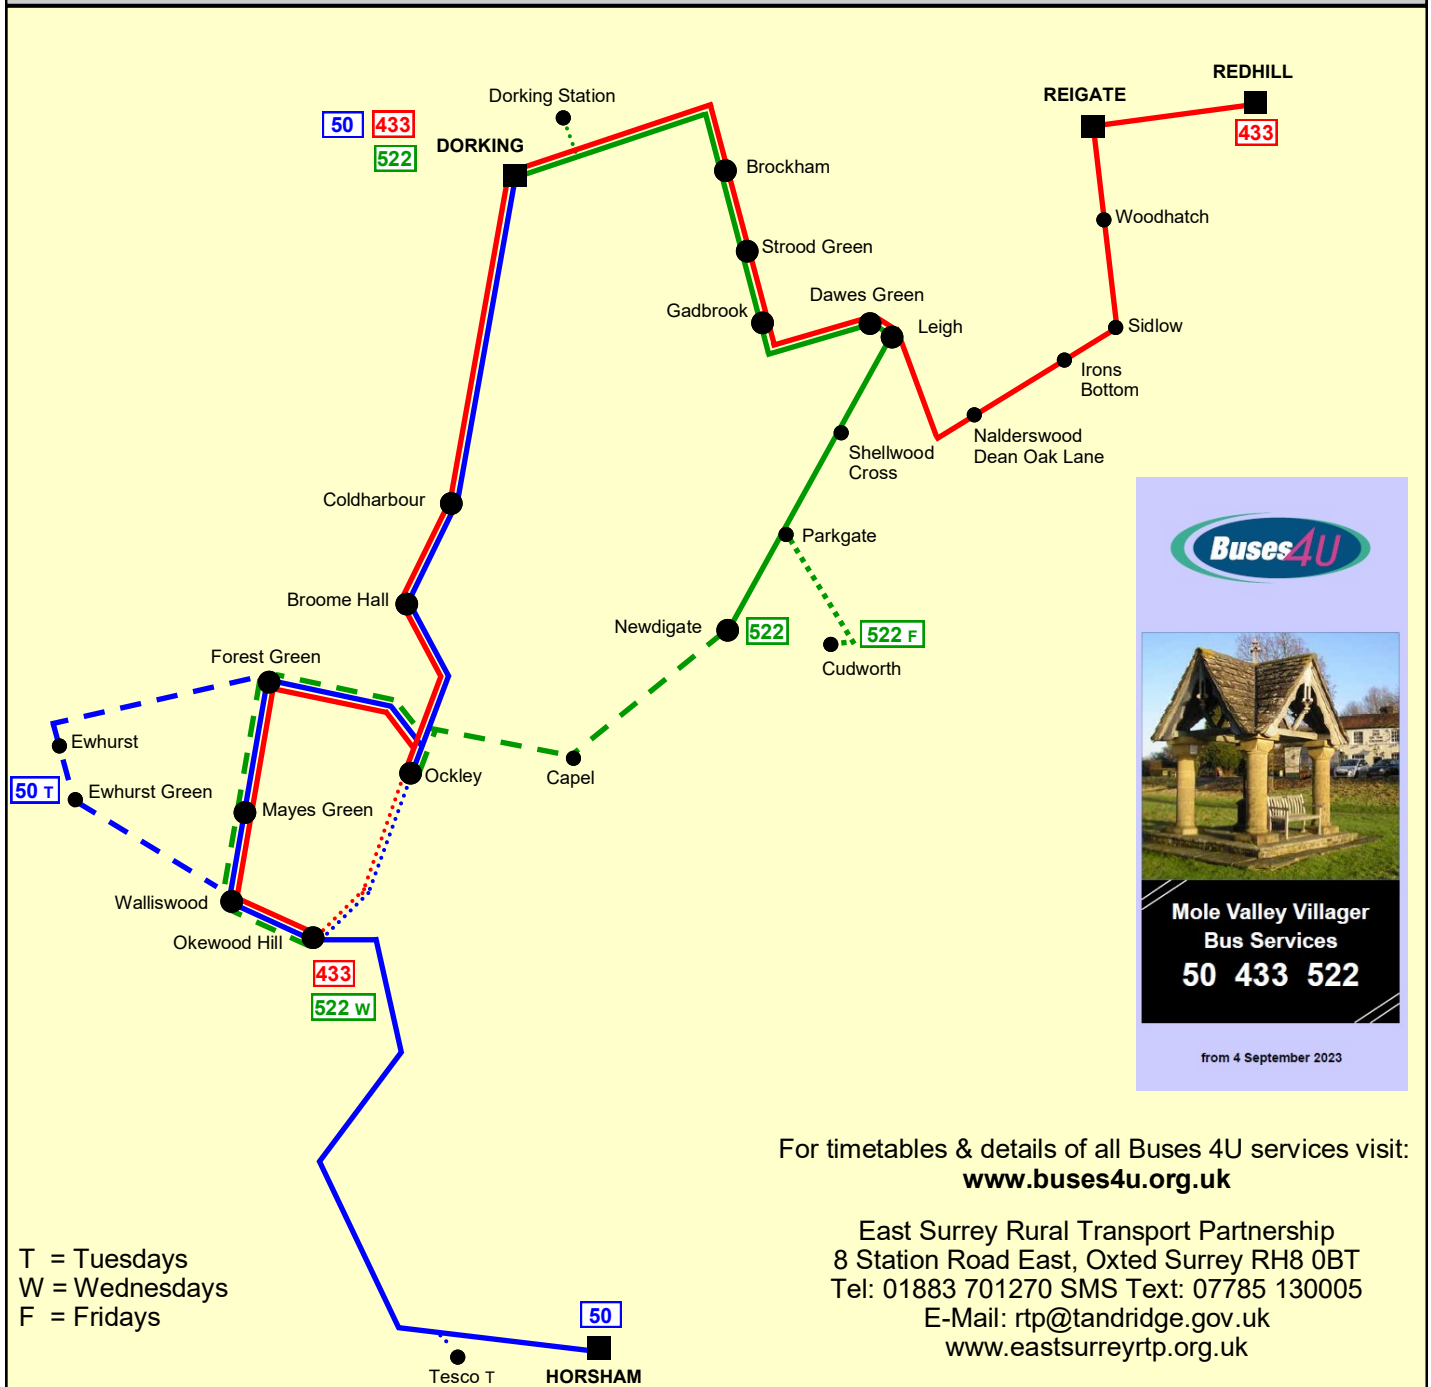 REDHILL
433
REIGATE
Dorking Station
50 433
522
DORKING
Brockham
Woodhatch
Strood Green
Dawes Green
Gadbrook
Leigh
Sidlow
Irons
Bottom
Nalderswood
Dean Oak Lane
Shellwood
Cross
Coldharbour
Parkgate
Broome Hall
Newdigate
522
522 F
Cudworth
Forest Green
Ewhurst
50 T
Ewhurst Green
Ockley
Capel
Mayes Green
Walliswood
Okewood Hill
433
522 W
Buses4U
Mole Valley Villager
Bus Services
50 433 522
from 4 September 2023
For timetables & details of all Buses 4U services visit:
www.buses4u.org.uk
East Surrey Rural Transport Partnership
8 Station Road East, Oxted Surrey RH8 0BT
Tel: 01883 701270 SMS Text: 07785 130005
E-Mail: rtp@tandridge.gov.uk
www.eastsurreyrtp.org.uk
T = Tuesdays
W = Wednesdays
F = Fridays
50
Tesco T
HORSHAM